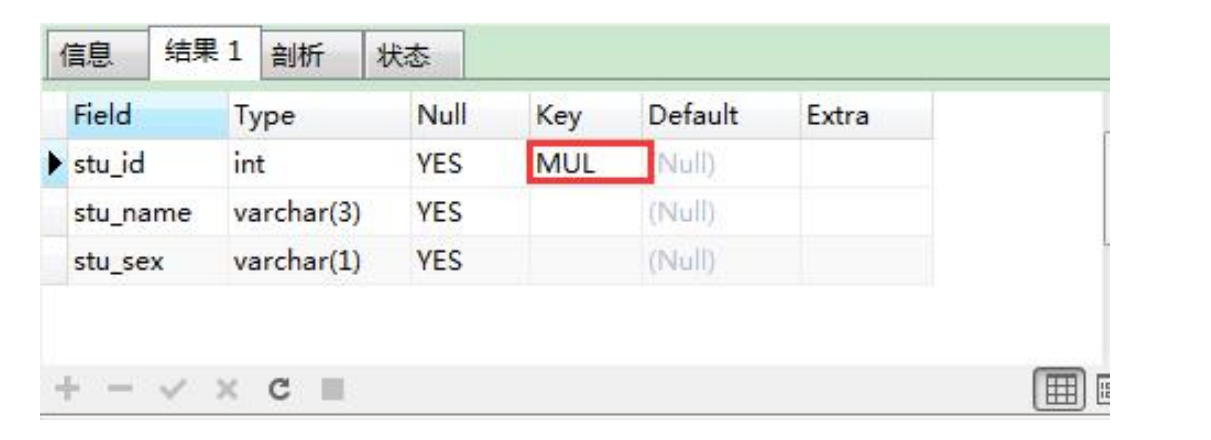 信息 结果 1 剖析 状态
Field Type Null Key Default Extra
stu_id int YES MUL (Null)
stu_name varchar(3) YES (Null)
stu_sex varchar(1) YES (Null)